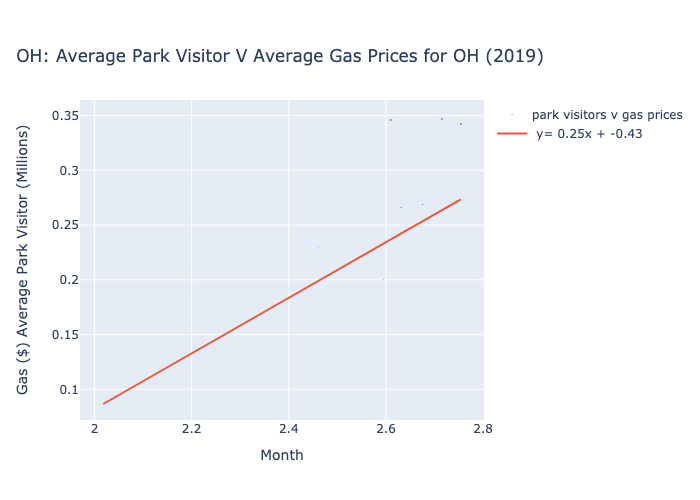 OH: Average Park Visitor V Average Gas Prices for OH (2019)
park visitors v gas prices
y= 0.25x + -0.43
Gas ($) Average Park Visitor (Millions)
0.35
0.3
0.25
0.2
0.15
0.1
2
2.2
2.4
2.6
2.8
Month